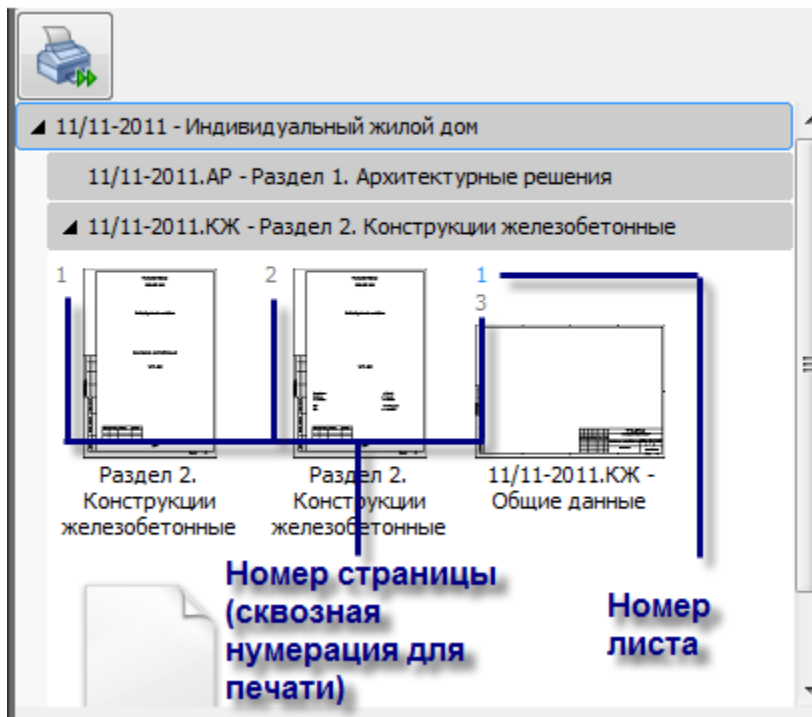 11/11-2011 - Индивидуальный жилой дом
11/11-2011.АР - Раздел 1. Архитектурные решения
11/11-2011.КЖ - Раздел 2. Конструкции железобетонные
1
2
1
3
Раздел 2.
Конструкции
железобетонные
Раздел 2.
Конструкции
железобетонные
11/11-2011.КЖ -
Общие данные
Номер страницы
(сквозная
нумерация для
печати)
Номер
листа